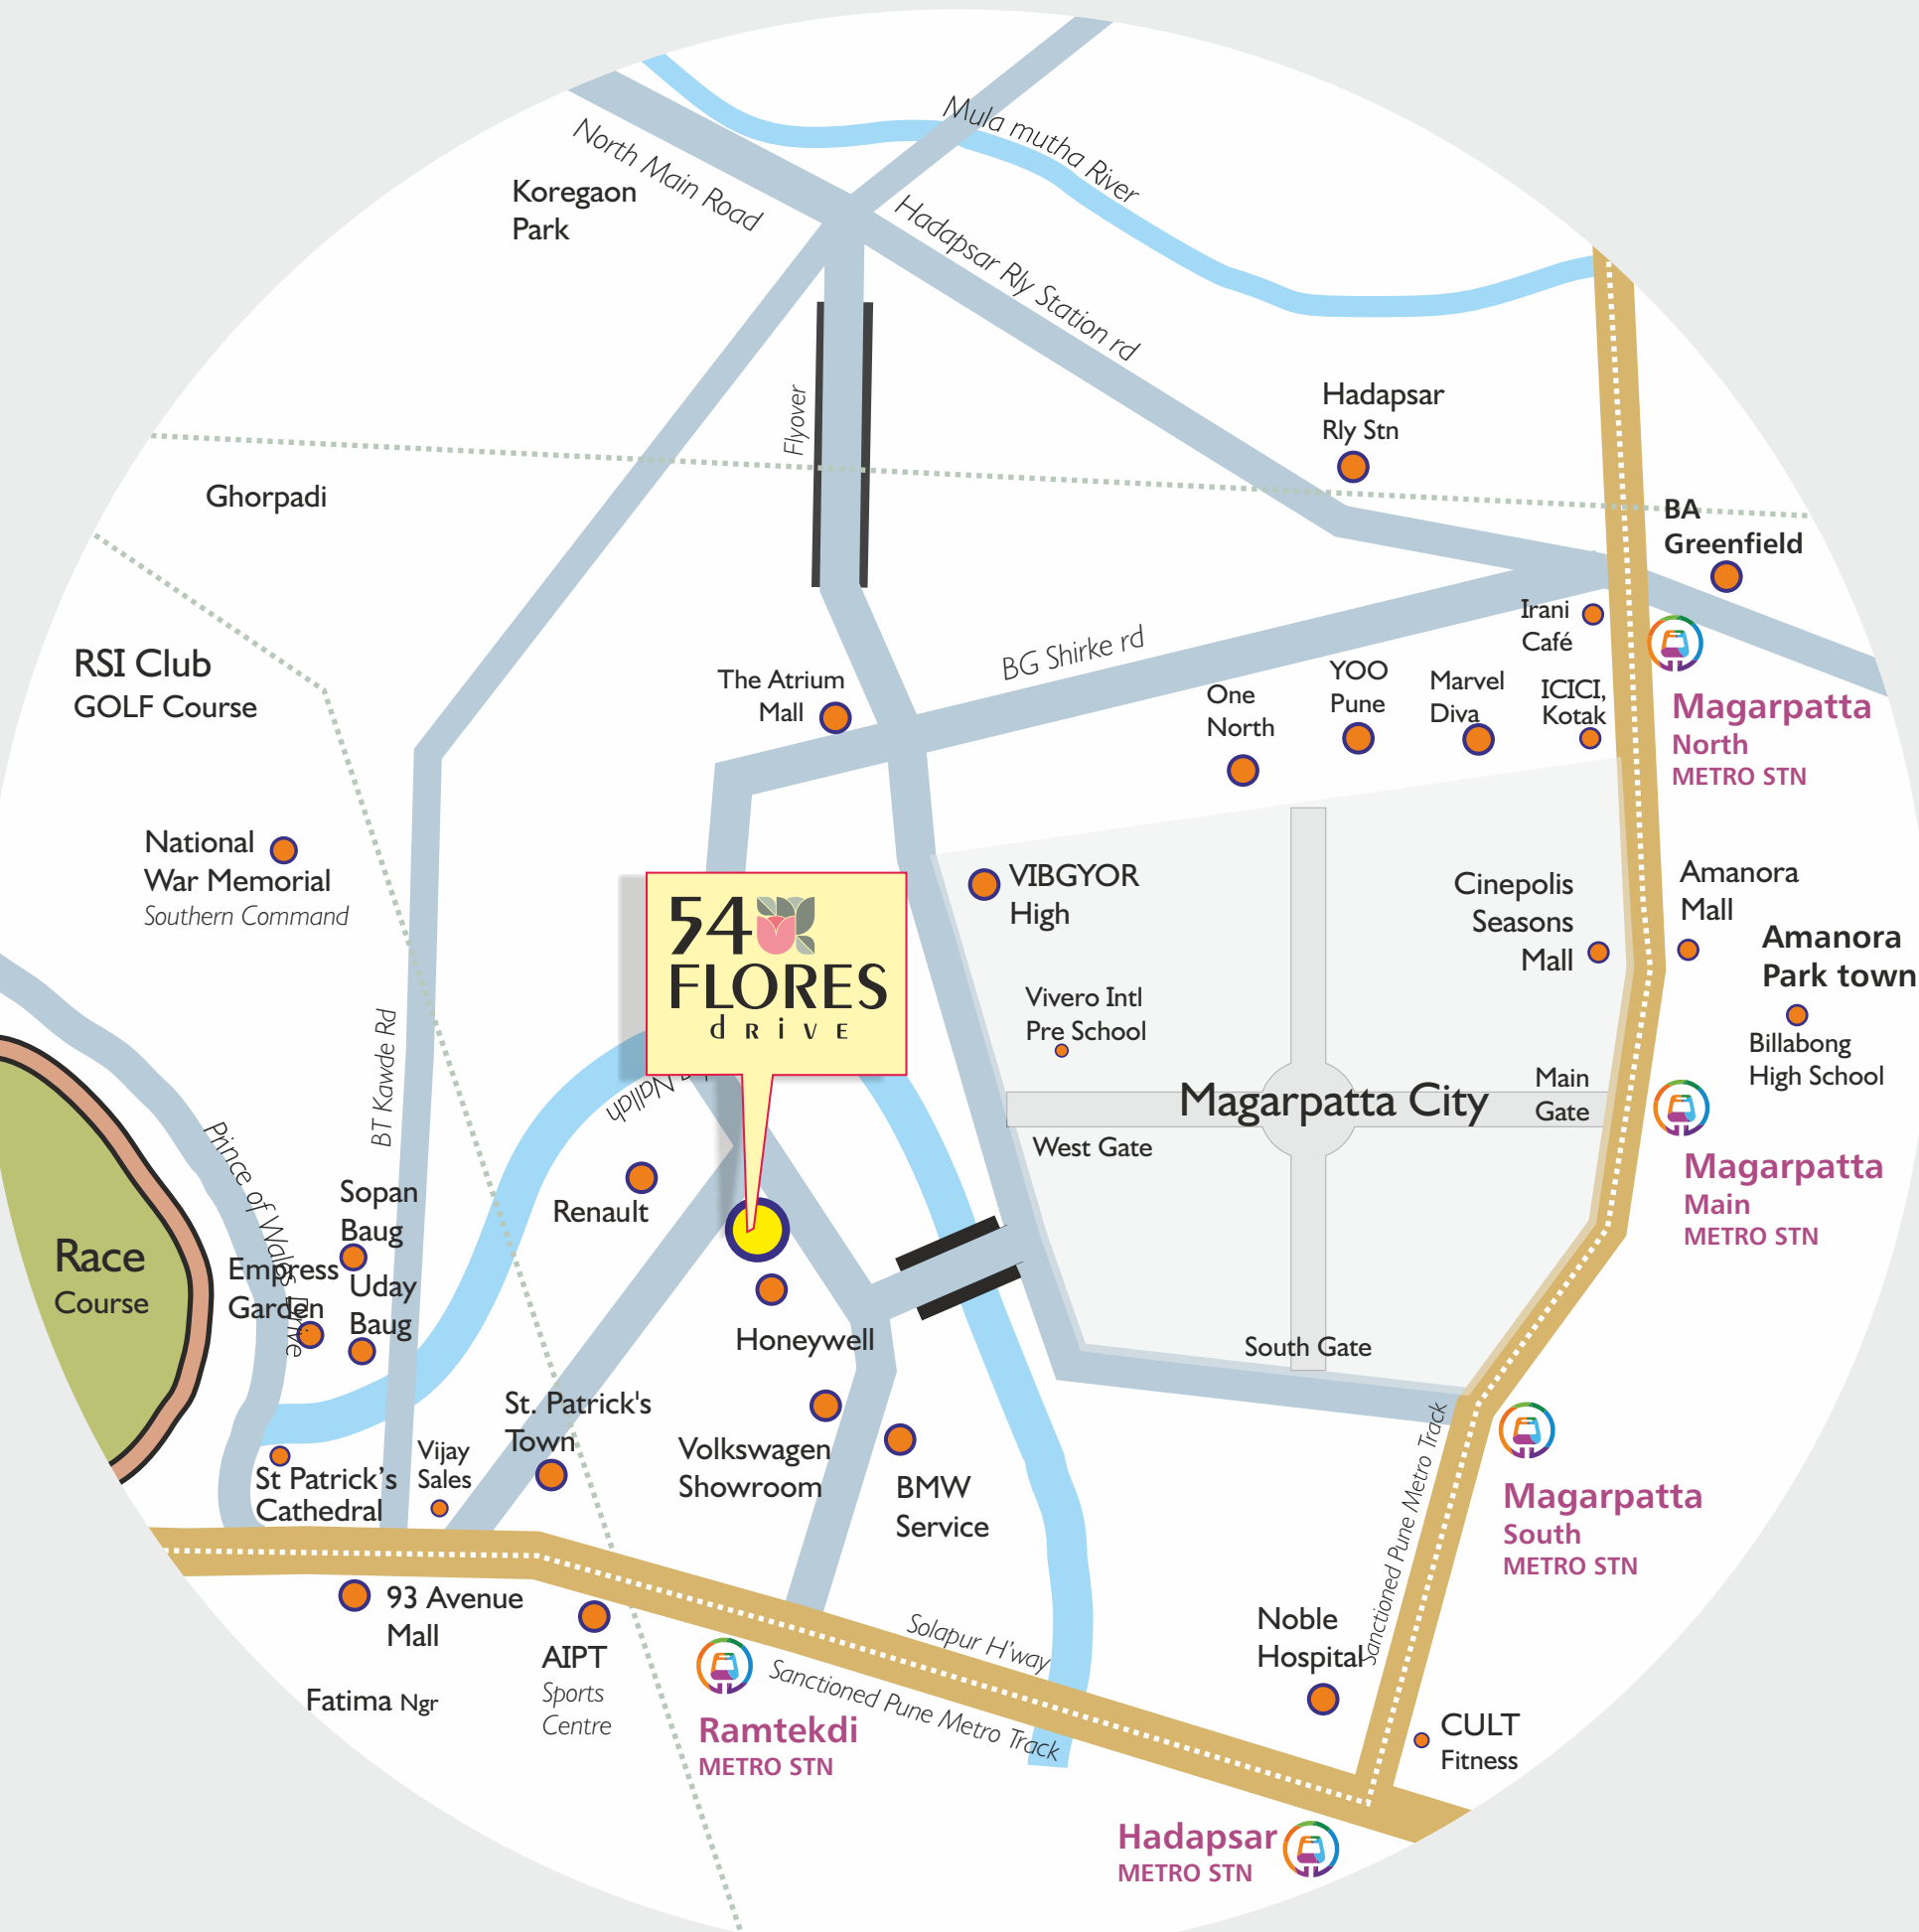 Mula mutha River
North Main Road
Koregaon
Park
Hadapsar Rly Station rd
Flyover
Hadapsar
Rly Stn
Ghorpadi
BA
Greenfield
Irani
Café
RSI Club
GOLF Course
BG Shirke rd
The Atrium
Mall
One
North
YOO
Pune
Marvel
Diva
ICICI,
Kotak
Magarpatta
North
METRO STN
National
War Memorial
Southern Command
54
FLORES
dRiVE
VIBGYOR
High
Cinepolis
Seasons
Mall
Amanora
Mall
Amanora
Park town
Vivero Intl
Pre School
Billabong
High School
BT Kawde Rd
Nallah
Magarpatta City
Main
Gate
West Gate
Prince of Wales Drive
Magarpatta
Main
METRO STN
Sopan
Baug
Renault
Race
Course
Empress
Garden
Uday
Baug
Honeywell
South Gate
St. Patrick's
Town
St Patrick’s
Cathedral
Vijay
Sales
Volkswagen
Showroom
BMW
Service
Sanctioned Pune Metro Track
Magarpatta
South
METRO STN
93 Avenue
Mall
AIPT
Sports
Centre
Fatima Ngr
Solapur H'way
Sanctioned Pune Metro Track
Noble
Hospital
Ramtekdi
METRO STN
CULT
Fitness
Hadapsar
METRO STN